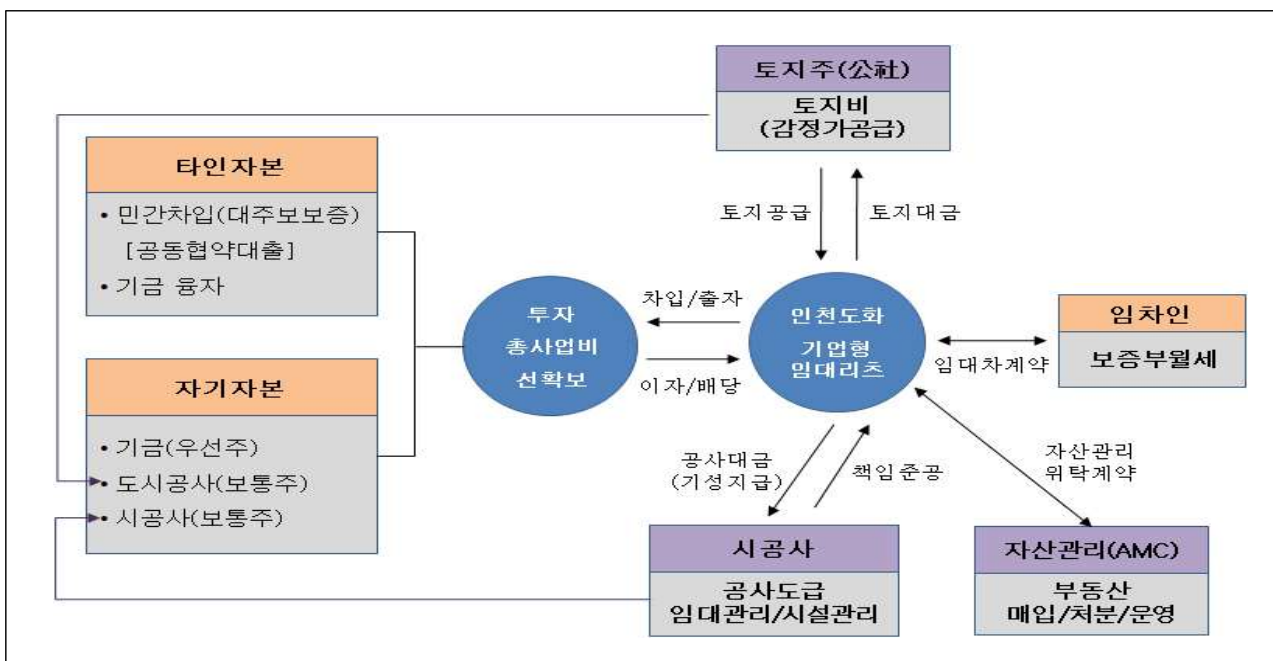 토지주(公社)
토지비
(감정가공급)
타인자본
• 민간차입(대주보보증)
[공동협약대출]
• 기금 융자
토지공급
토지대금
투자
총사업비
선확보
차입/출자
이자/배당
인천도화
기업형
임대리츠
임대차계약
임차인
보증부월세
자기자본
• 기금(우선주)
• 도시공사(보통주)
• 시공사(보통주)
공사대금
(기성지급)
책임준공
자산관리
위탁계약
시공사
공사도급
임대관리/시설관리
자산관리(AMC)
부동산
매입/처분/운영